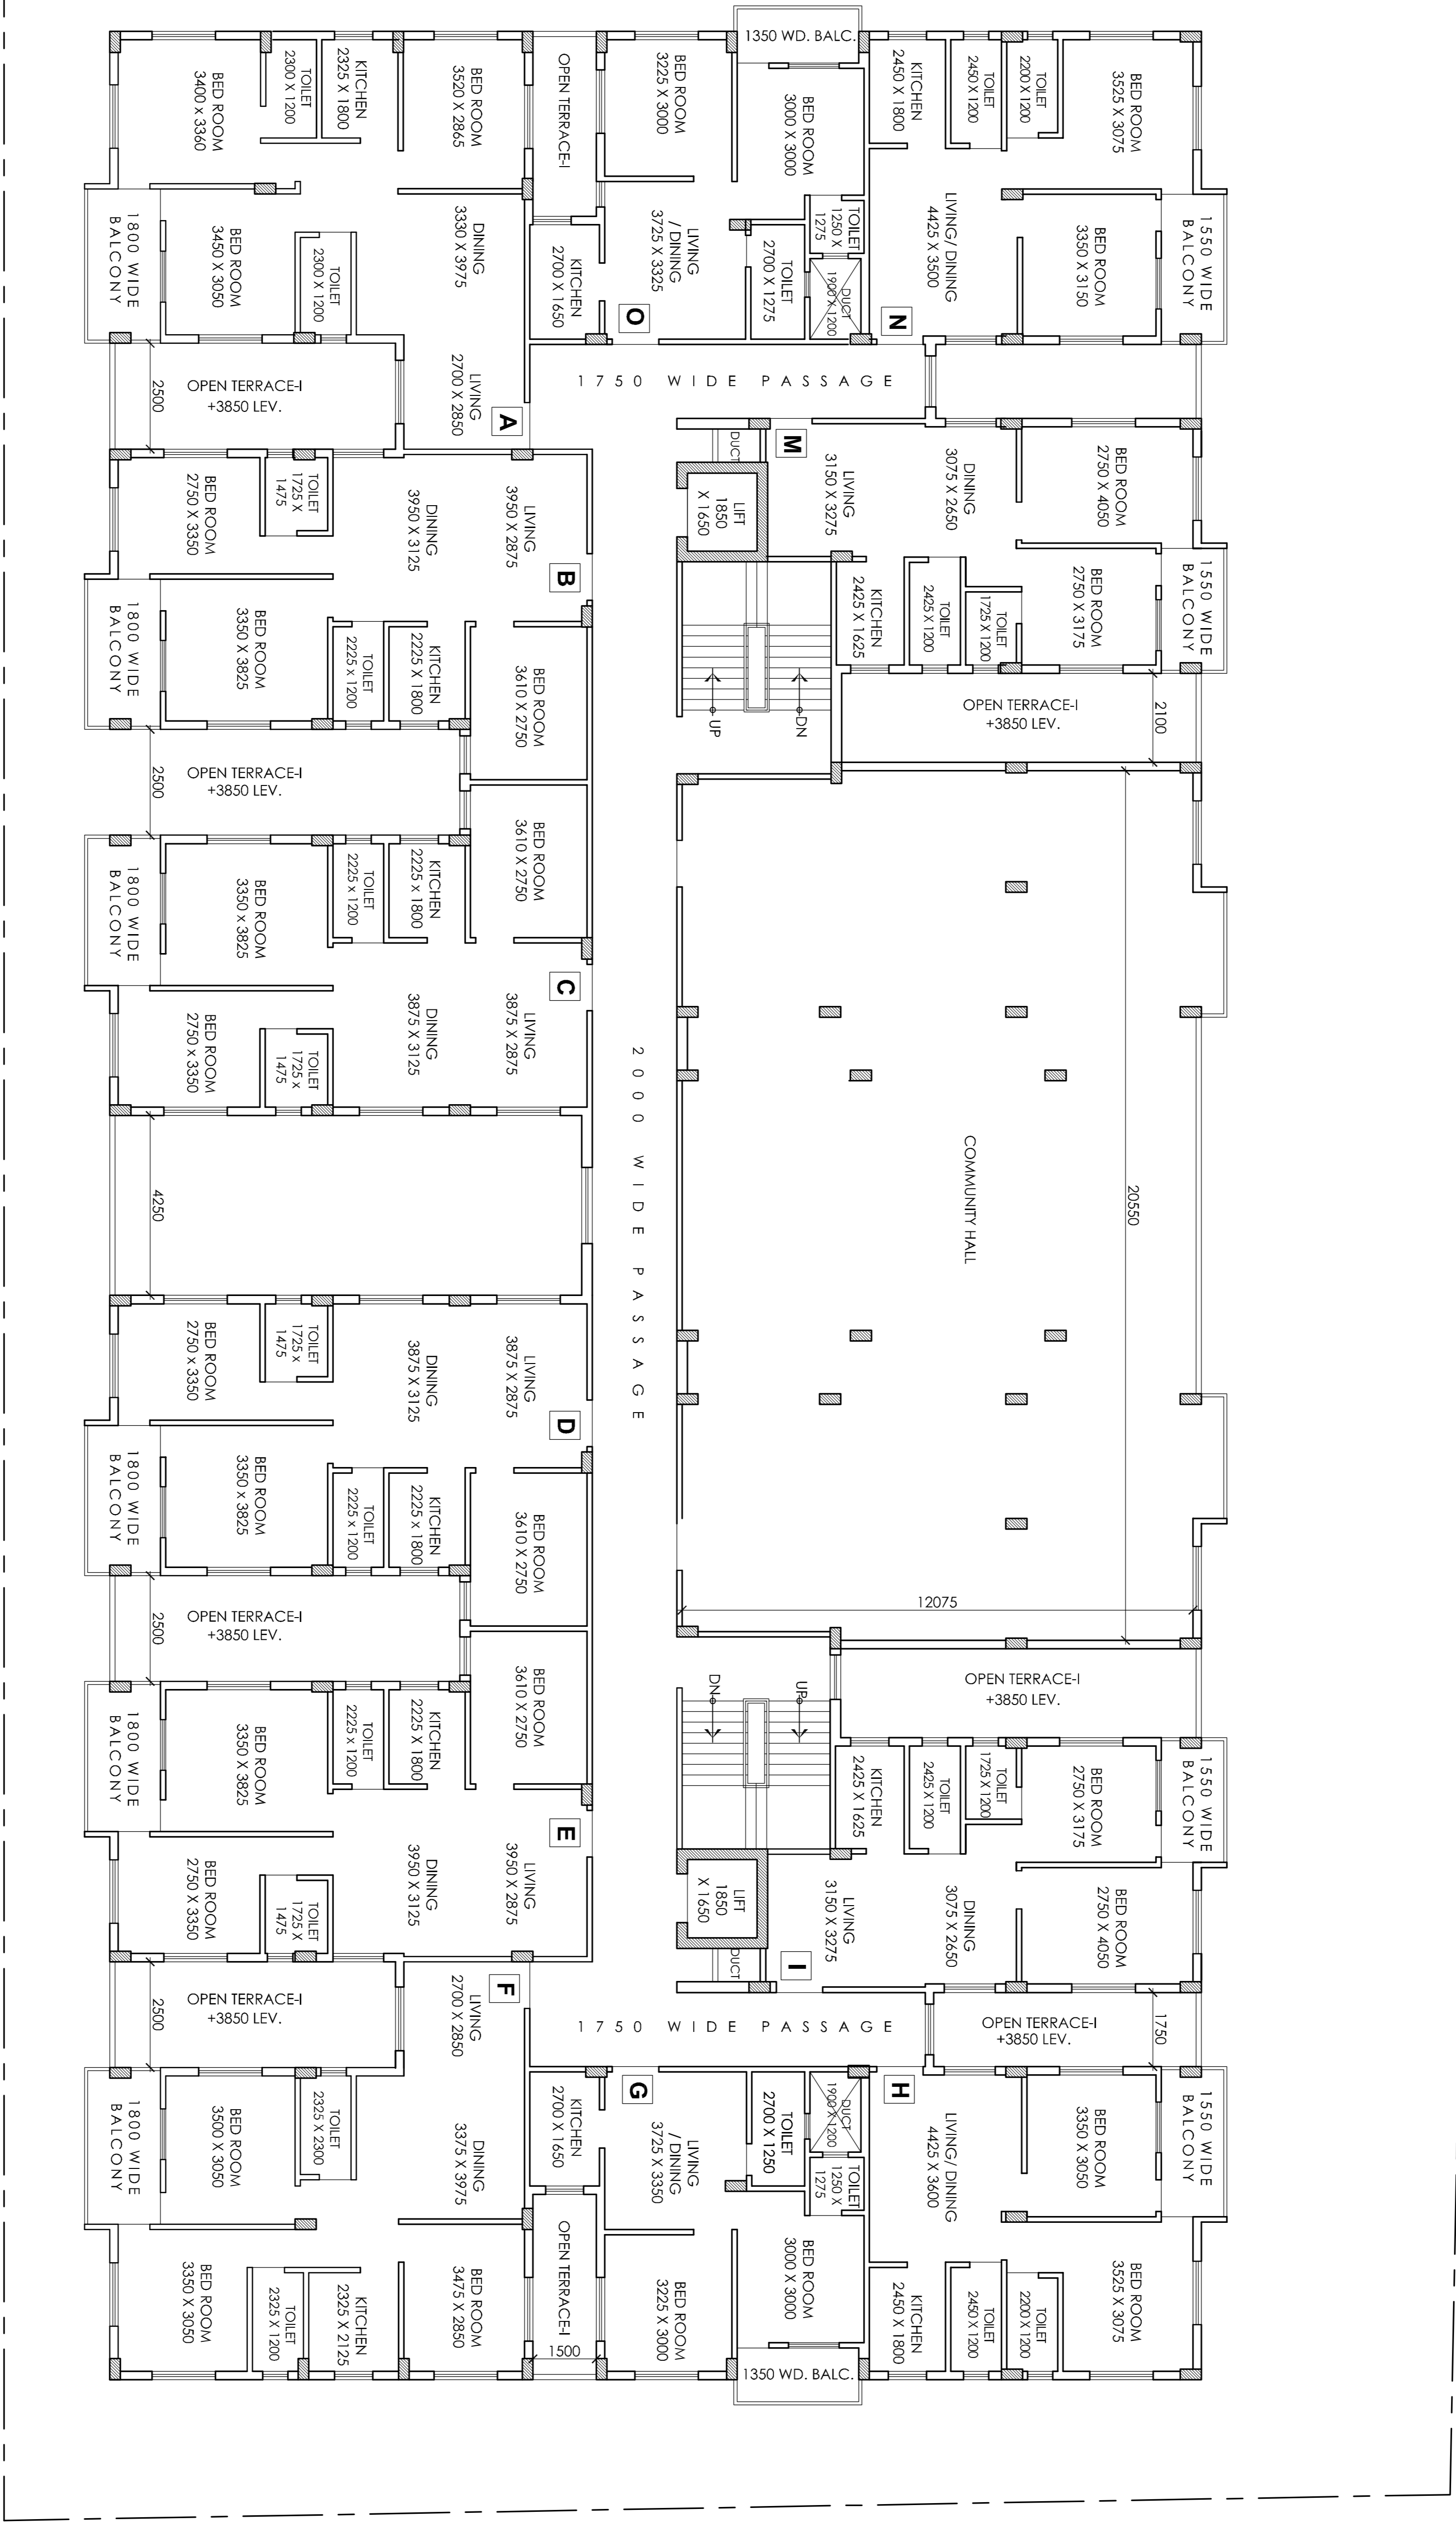 1350 WD. BALC.
BED ROOM
3400 x 3360
TOILET
2300 X 1200
KITCHEN
2325 X 1800
BED ROOM
3520 X 2865
OPEN TERRACE-I
BED ROOM
3225 X 3000
BED ROOM
3000 X 3000
KITCHEN
2450 X 1800
TOILET
2450 X 1200
TOILET
2200 X 1200
BED ROOM
3525 X 3075
1800 WIDE
BALCONY
BED ROOM
3450 X 3050
TOILET
2300 X 1200
DINING
3330 X 3975
KITCHEN
2700 X 1650
LIVING
/ DINING
3725 X 3325
TOILET
2700 X 1275
TOILET
1250 X
1275
DUCT
1900 X 1200
LIVING/ DINING
4425 X 3500
BED ROOM
3350 X 3150
1550 WIDE
BALCONY
O
N
OPEN TERRACE-I
+3850 LEV.
2500
LIVING
2700 X 2850
A
1750 WIDE PASSAGE
BED ROOM
2750 X 3350
TOILET
1725 X
1475
DINING
3950 X 3125
LIVING
3950 X 2875
B
DUCT
LIFT
1850
X 1650
M
LIVING
3150 X 3275
DINING
3075 X 2650
BED ROOM
2750 X 4050
1800 WIDE
BALCONY
BED ROOM
3350 X 3825
TOILET
2225 x 1200
KITCHEN
2225 X 1800
BED ROOM
3610 X 2750
UP
DN
KITCHEN
2425 X 1625
TOILET
2425 X 1200
TOILET
1725 X 1200
BED ROOM
2750 X 3175
1550 WIDE
BALCONY
OPEN TERRACE-I
+3850 LEV.
2100
OPEN TERRACE-I
+3850 LEV.
2500
1800 WIDE
BALCONY
BED ROOM
3350 x 3825
TOILET
2225 x 1200
KITCHEN
2225 x 1800
BED ROOM
3610 X 2750
C
BED ROOM
2750 x 3350
TOILET
1725 x
1475
DINING
3875 X 3125
LIVING
3875 X 2875
2000 WIDE PASSAGE
COMMUNITY HALL
20550
12075
4250
BED ROOM
2750 x 3350
TOILET
1725 x
1475
DINING
3875 X 3125
LIVING
3875 X 2875
D
1800 WIDE
BALCONY
BED ROOM
3350 X 3825
TOILET
2225 x 1200
KITCHEN
2225 X 1800
BED ROOM
3610 X 2750
OPEN TERRACE-I
+3850 LEV.
2500
OPEN TERRACE-I
+3850 LEV.
1800 WIDE
BALCONY
BED ROOM
3350 X 3825
TOILET
2225 x 1200
KITCHEN
2225 X 1800
BED ROOM
3610 X 2750
DN
UP
KITCHEN
2425 X 1625
TOILET
2425 X 1200
TOILET
1725 X 1200
BED ROOM
2750 X 3175
1550 WIDE
BALCONY
E
BED ROOM
2750 X 3350
TOILET
1725 X
1475
DINING
3950 X 3125
LIVING
3950 X 2875
LIFT
1850
X 1650
DUCT
I
LIVING
3150 X 3275
DINING
3075 X 2650
BED ROOM
2750 X 4050
OPEN TERRACE-I
+3850 LEV.
2500
LIVING
2700 X 2850
F
1750 WIDE PASSAGE
OPEN TERRACE-I
+3850 LEV.
1750
G
H
1800 WIDE
BALCONY
BED ROOM
3500 X 3050
TOILET
2325 X 2300
DINING
3375 X 3975
KITCHEN
2700 X 1650
LIVING
/ DINING
3725 X 3350
TOILET
2700 X 1250
DUCT
1900 X 1200
TOILET
1250 X
1275
LIVING/ DINING
4425 X 3600
BED ROOM
3350 X 3050
1550 WIDE
BALCONY
BED ROOM
3350 X 3050
TOILET
2325 X 1200
KITCHEN
2325 X 2125
BED ROOM
3475 X 2850
OPEN TERRACE-I
1500
BED ROOM
3225 X 3000
BED ROOM
3000 X 3000
KITCHEN
2450 X 1800
TOILET
2450 X 1200
TOILET
2200 X 1200
BED ROOM
3525 X 3075
1350 WD. BALC.